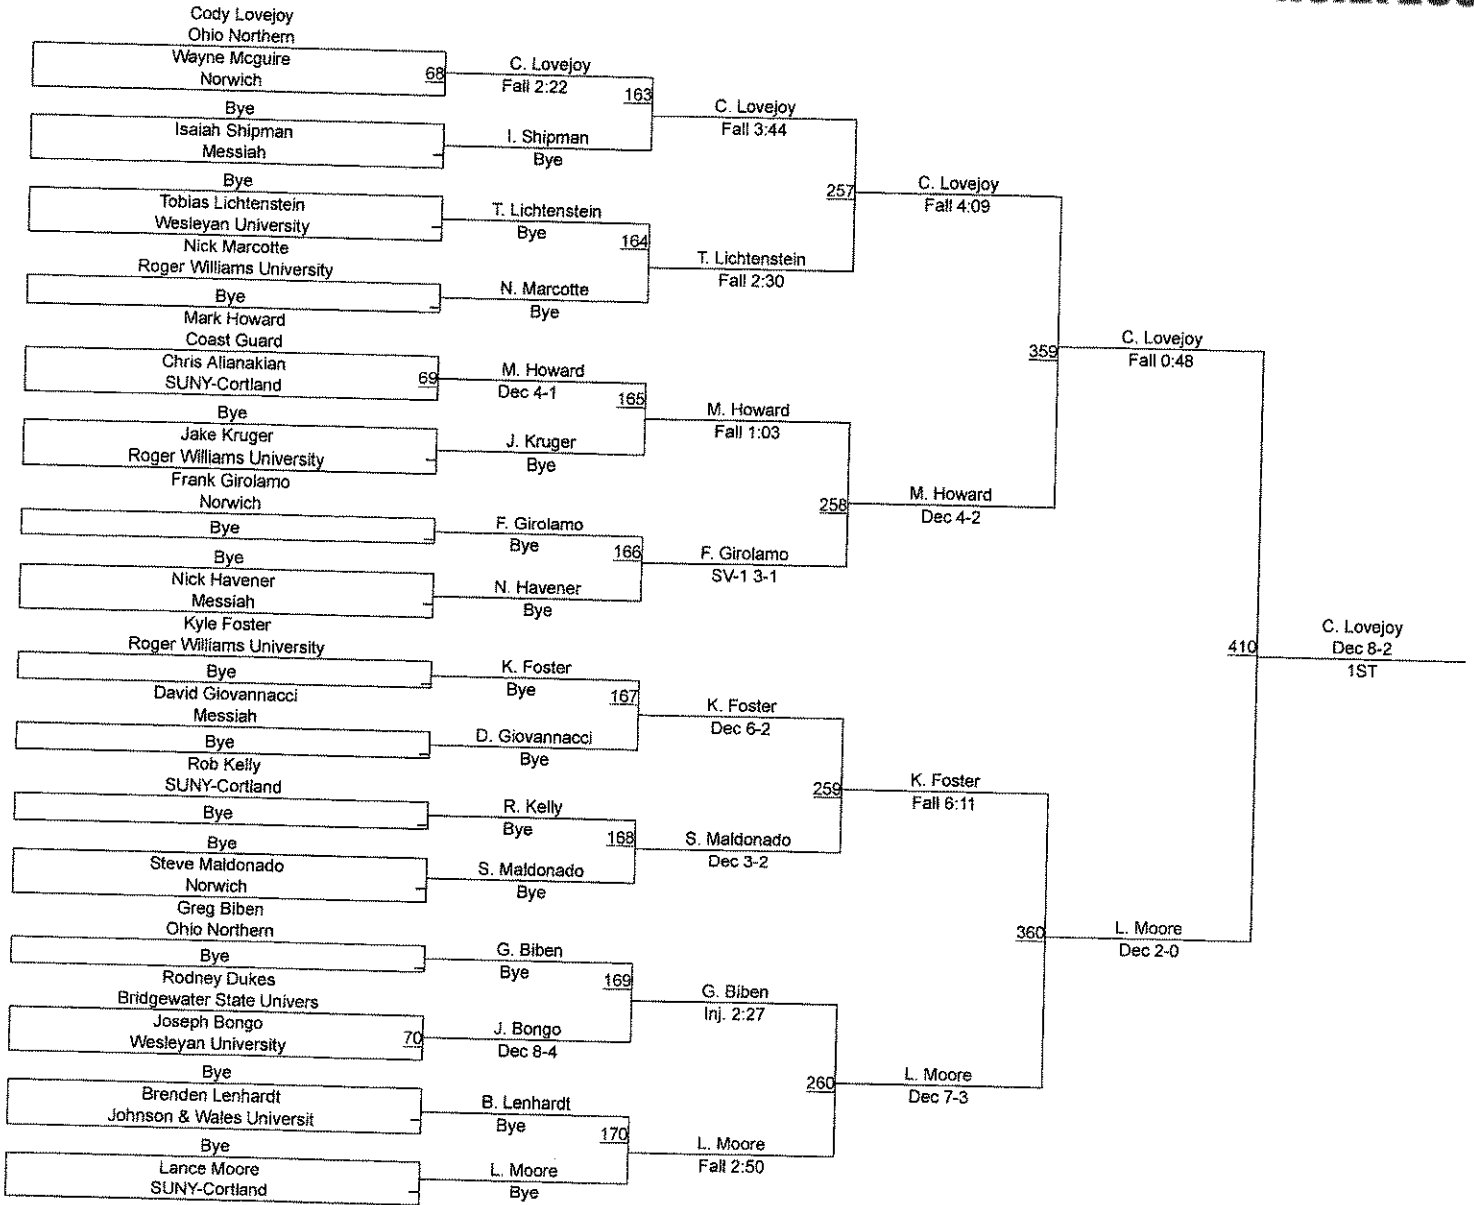 Cody Lovejoy
Ohio Northern
Wayne Mcguire
Norwich
68
Bye
Isaiah Shipman
Messiah
Bye
Tobias Lichtenstein
Wesleyan University
Nick Marcotte
Roger Williams University
Bye
Mark Howard
Coast Guard
Chris Alianakian
SUNY-Cortland
69
Bye
Jake Kruger
Roger Williams University
Frank Girolamo
Norwich
Bye
Bye
Nick Havener
Messiah
Kyle Foster
Roger Williams University
Bye
David Giovannacci
Messiah
Bye
Rob Kelly
SUNY-Cortland
Bye
Bye
Steve Maldonado
Norwich
Greg Biben
Ohio Northern
Bye
Rodney Dukes
Bridgewater State Univers
Joseph Bongo
Wesleyan University
70
Bye
Brenden Lenhardt
Johnson & Wales Universit
Bye
Lance Moore
SUNY-Cortland
C. Lovejoy
Fall 2:22
163
I. Shipman
Bye
T. Lichtenstein
Bye
164
N. Marcotte
Bye
M. Howard
Dec 4-1
165
J. Kruger
Bye
F. Girolamo
Bye
166
N. Havener
Bye
K. Foster
Bye
167
D. Giovannacci
Bye
R. Kelly
Bye
168
S. Maldonado
Bye
G. Biben
Bye
169
J. Bongo
Dec 8-4
B. Lenhardt
Bye
170
L. Moore
Bye
C. Lovejoy
Fall 3:44
257
T. Lichtenstein
Fall 2:30
M. Howard
Fall 1:03
258
F. Girolamo
SV-1 3-1
K. Foster
Dec 6-2
259
S. Maldonado
Dec 3-2
G. Biben
Inj. 2:27
260
L. Moore
Fall 2:50
C. Lovejoy
Fall 4:09
359
M. Howard
Dec 4-2
K. Foster
Fall 6:11
360
L. Moore
Dec 7-3
C. Lovejoy
Fall 0:48
410
L. Moore
Dec 2-0
C. Lovejoy
Dec 8-2
1ST